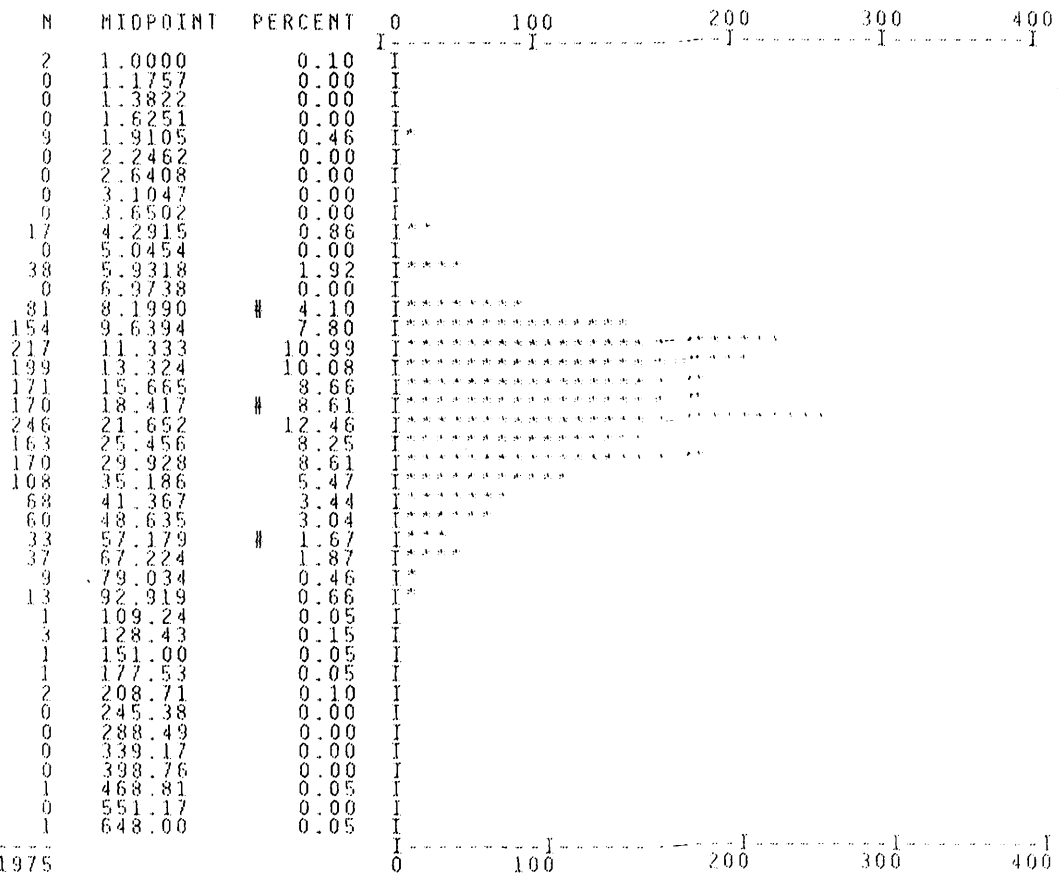 N MIDPOINT PERCENT 0 100 200 300 400
I---------I------------I---------I---------I
2 1.0000 0.10 I
0 1.1757 0.00 I
0 1.3822 0.00 I
0 1.6251 0.00 I
9 1.9105 0.46 I*
0 2.2462 0.00 I
0 2.6408 0.00 I
0 3.1047 0.00 I
0 3.6502 0.00 I
17 4.2915 0.86 I**
0 5.0454 0.00 I
38 5.9318 1.92 I****
0 6.9738 0.00 I
81 8.1990 # 4.10 I********
154 9.6394 7.80 I***************
217 11.333 10.99 I**********************
199 13.324 10.08 I********************
171 15.665 8.66 I*****************
170 18.417 # 8.61 I*****************
246 21.652 12.46 I*************************
163 25.456 8.25 I****************
170 29.928 8.61 I*****************
108 35.186 5.47 I***********
68 41.367 3.44 I*******
60 48.635 3.04 I******
33 57.179 # 1.67 I***
37 67.224 1.87 I****
9 79.034 0.46 I*
13 92.919 0.66 I*
1 109.24 0.05 I
3 128.43 0.15 I
1 151.00 0.05 I
1 177.53 0.05 I
2 208.71 0.10 I
0 245.38 0.00 I
0 288.49 0.00 I
0 339.17 0.00 I
0 398.76 0.00 I
1 468.81 0.05 I
0 551.17 0.00 I
1 648.00 0.05 I
---- I---------I------------I---------I---------I
1975 0 100 200 300 400